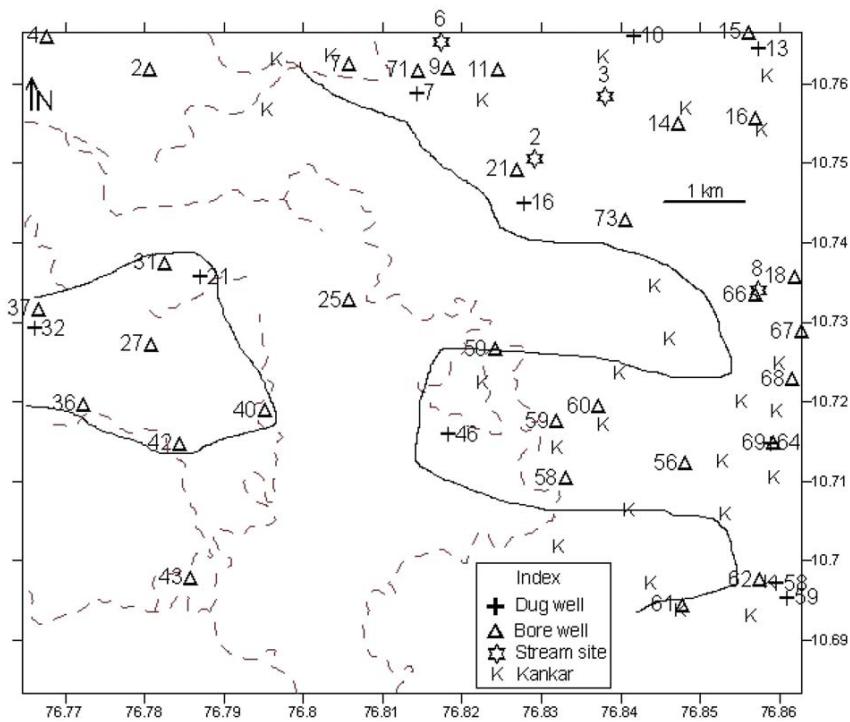 6
4 10 15 13
2 K K 7 71 9 11 K 10.76
N 7 3 K
K K K 14 16 K
2 10.75
21
16 1 km
73
10.74
31 21 8 18
K 66
37 25 10.73
32 67
27 50 K K
K K 68 10.72
36 40 60 K K
59 K
42 46 K 69 64
58 56 K K 10.71
K K
K
43 K 62 K 58 10.7
59
61 K K 10.69
Index
Dug well
Bore well
Stream site
K Kankar
76.77 76.78 76.79 76.8 76.81 76.82 76.83 76.84 76.85 76.86